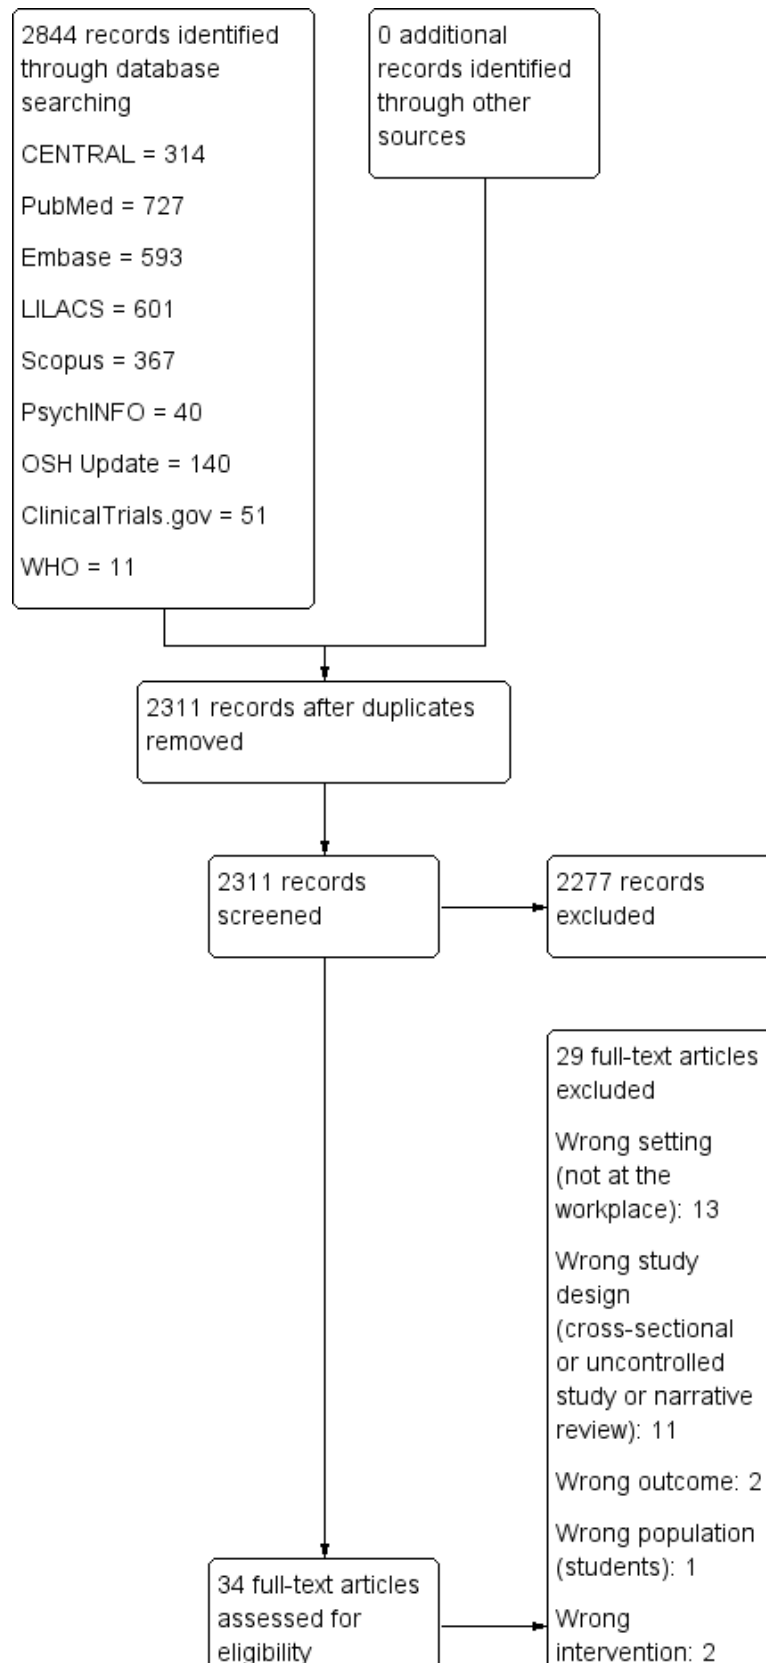 2844 records identified
through database
searching
CENTRAL = 314
PubMed = 727
Embase = 593
LILACS = 601
Scopus = 367
PsychINFO = 40
OSH Update = 140
ClinicalTrials.gov = 51
WHO = 11
0 additional
records identified
through other
sources
2311 records after duplicates
removed
2311 records
screened
2277 records
excluded
29 full-text articles
excluded
Wrong setting
(not at the
workplace): 13
Wrong study
design
(cross-sectional
or uncontrolled
study or narrative
review): 11
Wrong outcome: 2
Wrong population
(students): 1
Wrong
intervention: 2
34 full-text articles
assessed for
eligibility